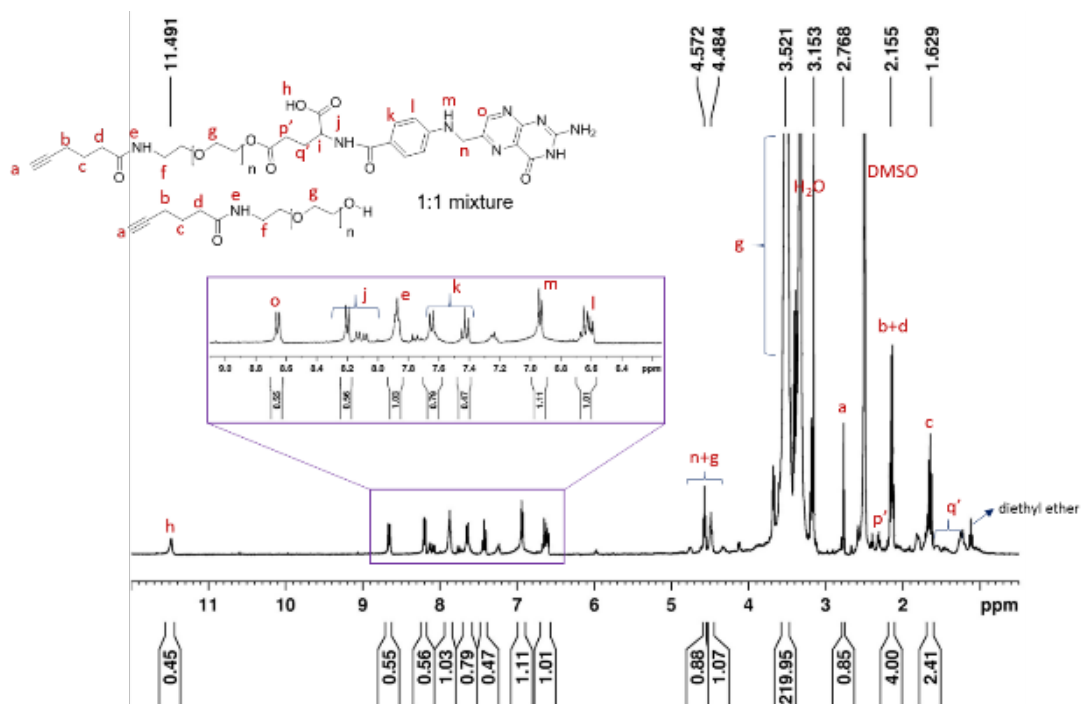 11.491
4.572
4.484
3.521
3.153
2.768
2.155
1.629
h
HO
O
j
k
l
m
HN
o
N
N
NH₂
b
d
e
HN
g
O
p'
q'
i
NH
O
n
N
N
NH
O
a
c
O
f
O
n
O
b
d
e
HN
g
O
H
1:1 mixture
a
c
O
f
O
n
g
H₂O
DMSO
o
j
e
k
m
l
9.0 8.8 8.6 8.4 8.2 8.0 7.8 7.6 7.4 7.2 7.0 6.8 6.6 6.4 ppm
0.55
0.56
1.03
0.79
0.47
1.11
1.01
b+d
a
c
n+g
p'
q'
diethyl ether
h
11 10 9 8 7 6 5 4 3 2 ppm
0.45
0.55
0.56
1.03
0.79
0.47
1.11
1.01
0.88
1.07
219.95
0.85
4.00
2.41